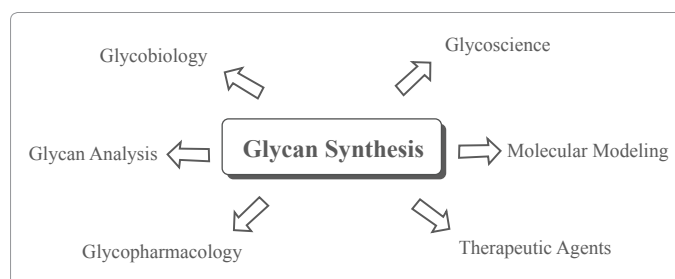 Glycoscience
Glycobiology
Glycan Synthesis
Glycan Analysis
Molecular Modeling
Glycopharmacology
Therapeutic Agents